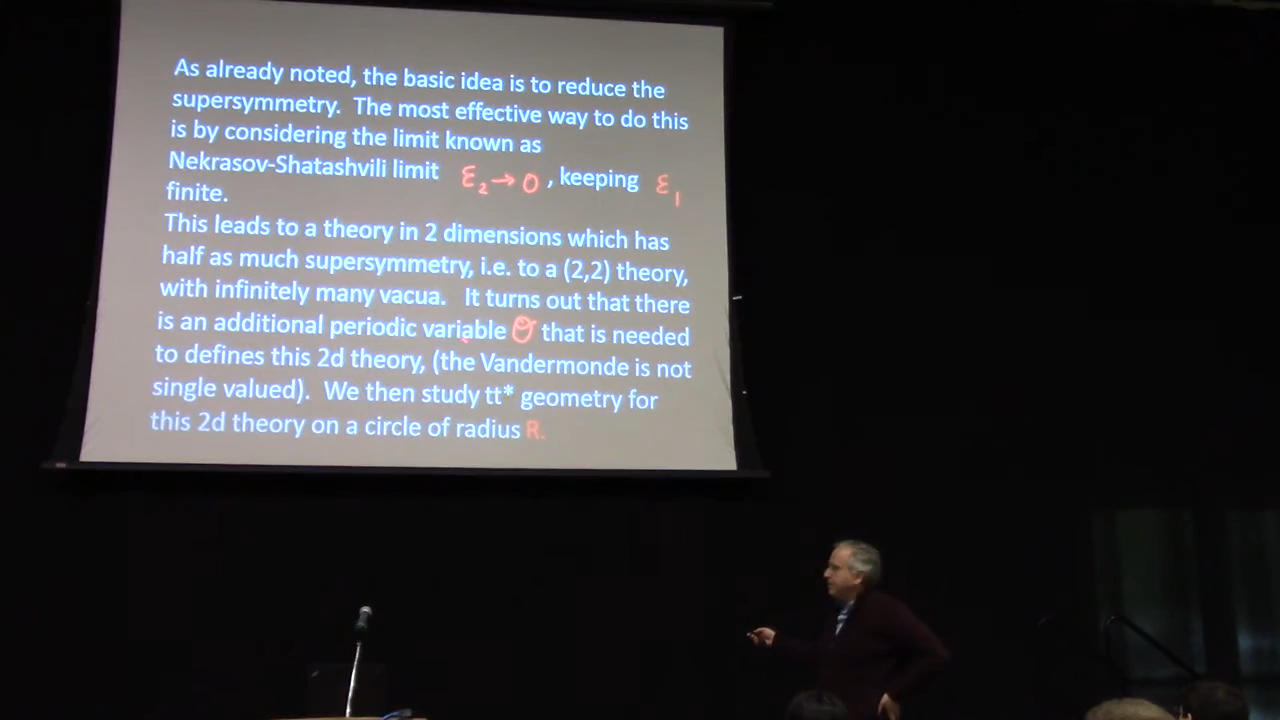 As already noted, the basic idea is to reduce the
supersymmetry. The most effective way to do this
is by considering the limit known as
Nekrasov-Shatashvili limit ε₂→0, keeping ε₁
finite.
This leads to a theory in 2 dimensions which has
half as much supersymmetry, i.e. to a (2,2) theory,
with infinitely many vacua. It turns out that there
is an additional periodic variable θ that is needed
to defines this 2d theory, (the Vandermonde is not
single valued). We then study tt* geometry for
this 2d theory on a circle of radius R.